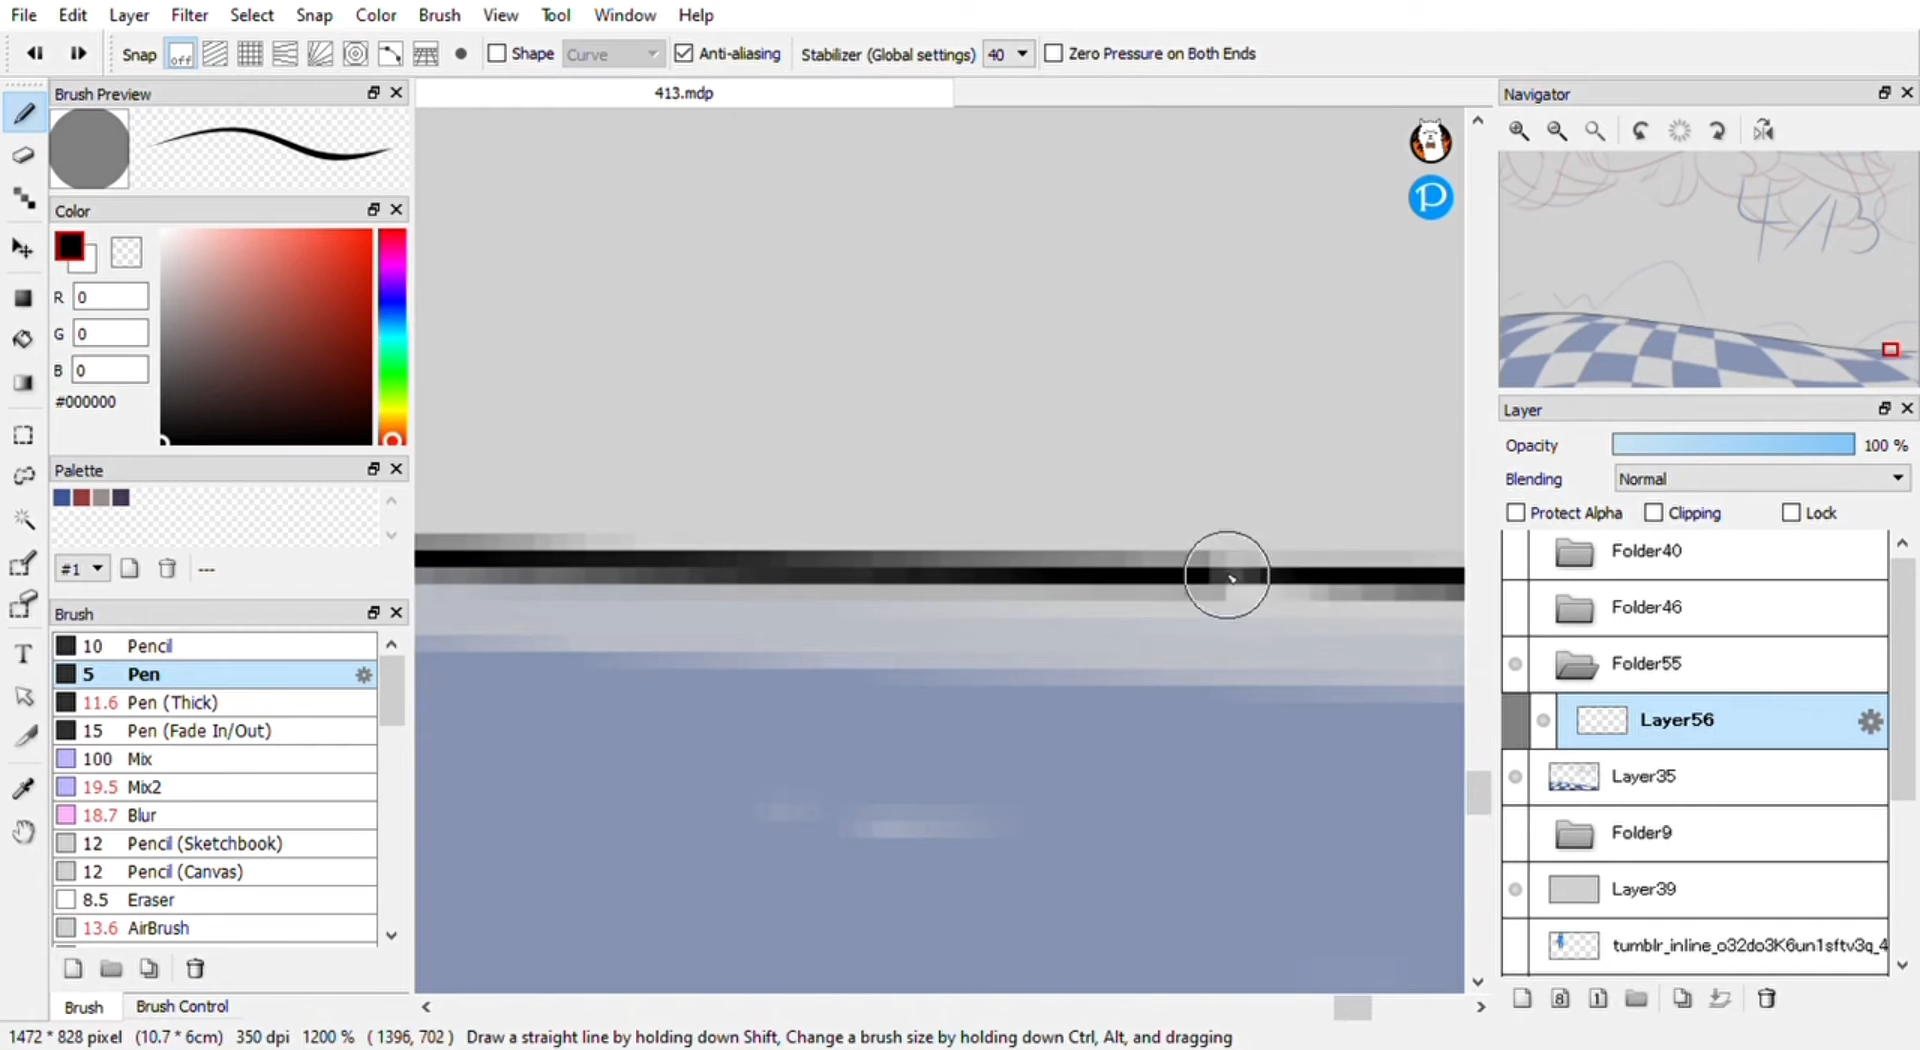 File Edit Layer Filter Select Snap Color Brush View Tool Window Help
Snap off Shape Curve Anti-aliasing Stabilizer (Global settings) 40 Zero Pressure on Both Ends
Brush Preview
413.mdp
Navigator
4/13
P
Color
R 0
G 0
B 0
#000000
Palette
#1 ---
Brush
10 Pencil
5 Pen
11.6 Pen (Thick)
15 Pen (Fade In/Out)
100 Mix
19.5 Mix2
18.7 Blur
12 Pencil (Sketchbook)
12 Pencil (Canvas)
8.5 Eraser
13.6 AirBrush
Brush Brush Control
Layer
Opacity 100 %
Blending Normal
Protect Alpha Clipping Lock
Folder40
Folder46
Folder55
Layer56
Layer35
Folder9
Layer39
tumblr_inline_o32do3K6un1sftv3q_4
8 1
T
1472 * 828 pixel (10.7 * 6cm) 350 dpi 1200 % ( 1396, 702 ) Draw a straight line by holding down Shift, Change a brush size by holding down Ctrl, Alt, and dragging